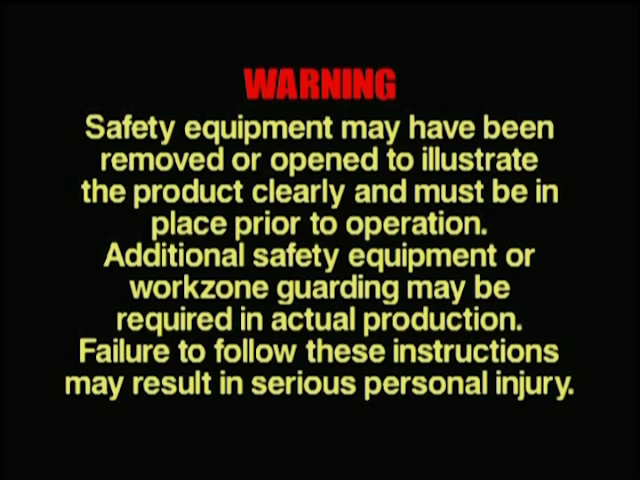 WARNING
Safety equipment may have been
removed or opened to illustrate
the product clearly and must be in
place prior to operation.
Additional safety equipment or
workzone guarding may be
required in actual production.
Failure to follow these instructions
may result in serious personal injury.